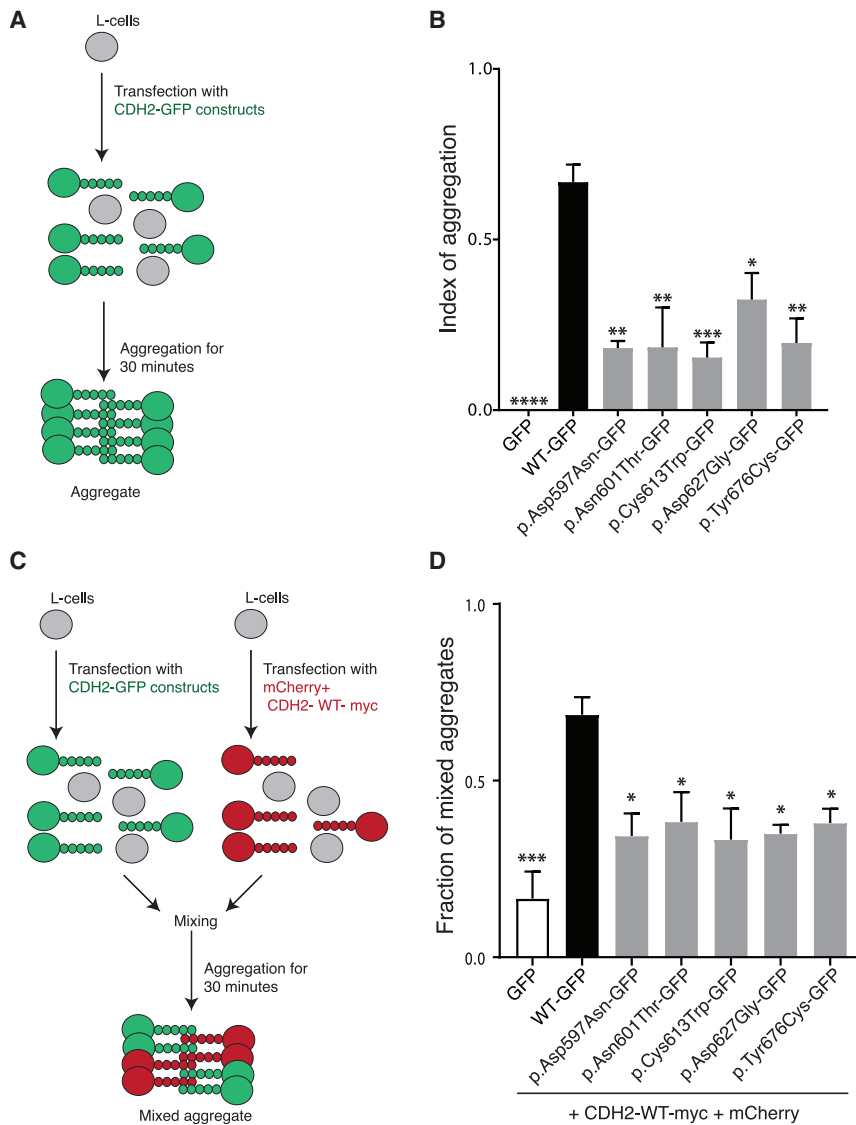 A
L-cells
Transfection with
CDH2-GFP constructs
Aggregation for
30 minutes
Aggregate
B
Index of aggregation
1.0
0.5
0.0
****
**
**
***
*
**
GFP
WT-GFP
p.Asp597Asn-GFP
p.Asn601Thr-GFP
p.Cys613Trp-GFP
p.Asp627Gly-GFP
p.Tyr676Cys-GFP
C
L-cells
L-cells
Transfection with
CDH2-GFP constructs
Transfection with
mCherry+
CDH2- WT- myc
Mixing
Aggregation for
30 minutes
Mixed aggregate
D
Fraction of mixed aggregates
1.0
0.5
0.0
***
*
*
*
*
*
GFP
WT-GFP
p.Asp597Asn-GFP
p.Asn601Thr-GFP
p.Cys613Trp-GFP
p.Asp627Gly-GFP
p.Tyr676Cys-GFP
+ CDH2-WT-myc + mCherry